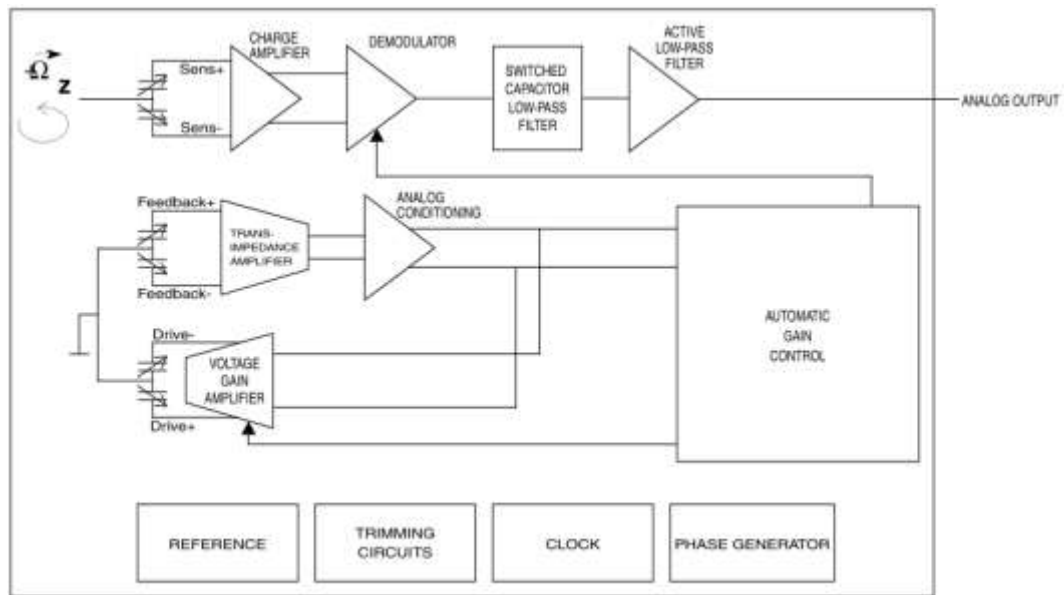 CHARGE
AMPLIFIER
DEMODULATOR
ACTIVE
LOW-PASS
FILTER
Ω
Z
Sens+
Sens-
SWITCHED
CAPACITOR
LOW-PASS
FILTER
ANALOG OUTPUT
Feedback+
TRANS-
IMPEDANCE
AMPLIFIER
Feedback-
ANALOG
CONDITIONING
AUTOMATIC
GAIN
CONTROL
Drive-
VOLTAGE
GAIN
AMPLIFIER
Drive+
REFERENCE
TRIMMING
CIRCUITS
CLOCK
PHASE GENERATOR